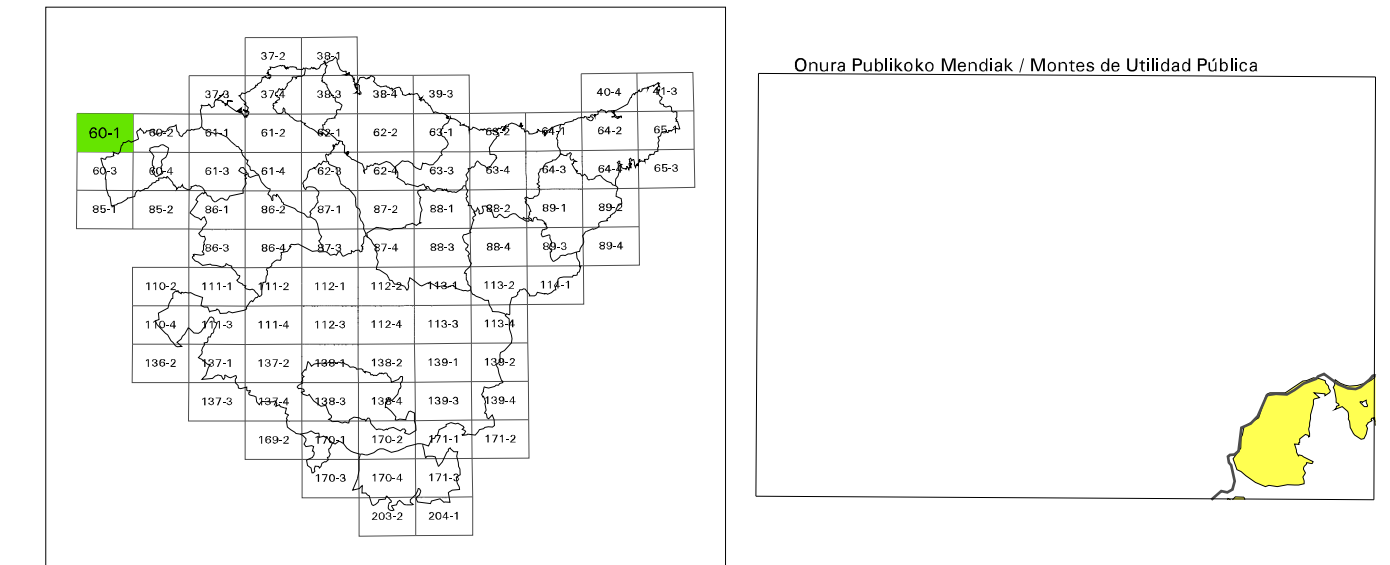 Onura Publikoko Mendiak / Montes de Utilidad Pública
37-2 38-1
37-3 37-4 38-3 38-4 39-3 40-4 41-3
60-1 60-2 61-1 61-2 62-1 62-2 63-1 63-2 64-1 64-2 65-1
60-3 60-4 61-3 61-4 62-3 62-4 63-3 63-4 64-3 64-4 65-3
85-1 85-2 86-1 86-2 87-1 87-2 88-1 88-2 89-1 89-2
86-3 86-4 87-3 87-4 88-3 88-4 89-3 89-4
110-2 111-1 111-2 112-1 112-2 113-1 113-2 114-1
110-4 111-3 111-4 112-3 112-4 113-3 113-4
136-2 137-1 137-2 138-1 138-2 139-1 139-2
137-3 137-4 138-3 138-4 139-3 139-4
169-2 170-1 170-2 171-1 171-2
170-3 170-4 171-3
203-2 204-1